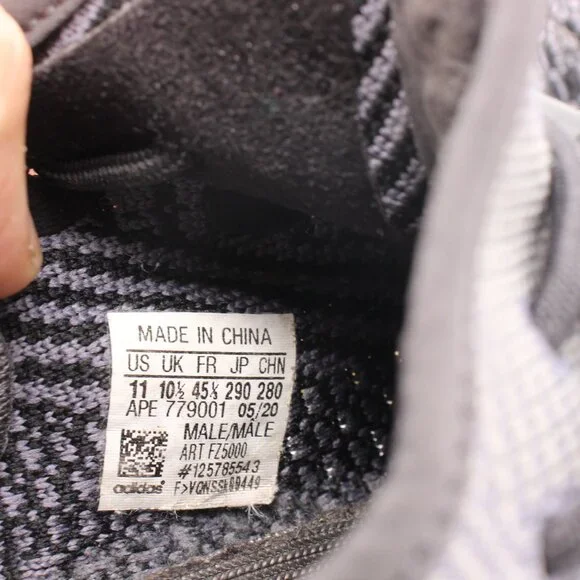 MADE IN CHINA
US UK FR JP CHN
11 10½ 45⅓ 290 280
APE 779001 05/20
MALE/MALE
ART FZ5000
#125785543
adidas